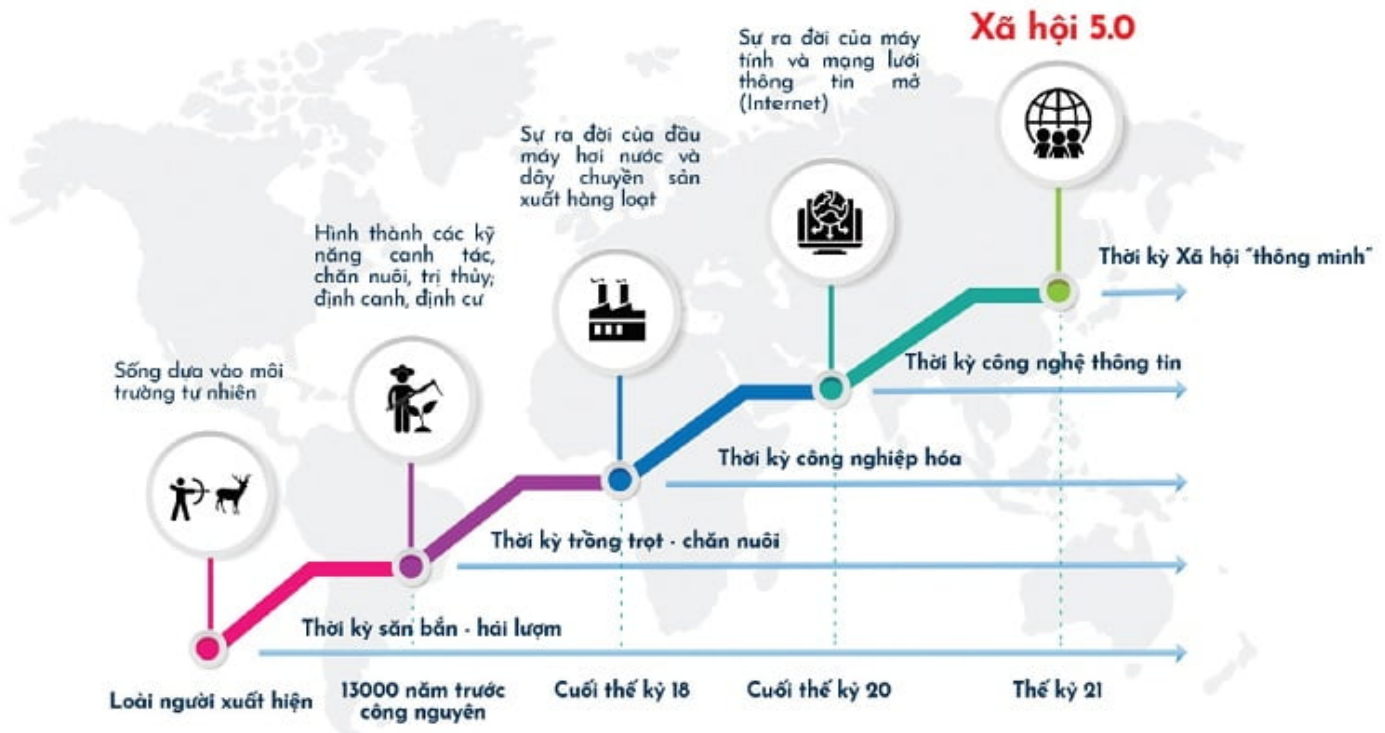 Xã hội 5.0
Sự ra đời của máy
tính và mạng lưới
thông tin mở
(Internet)
Sự ra đời của đầu
máy hơi nước và
dây chuyền sản
xuất hàng loạt
Hình thành các kỹ
năng canh tác,
chăn nuôi, trị thủy;
định canh, định cư
Sống dựa vào môi
trường tự nhiên
Thời kỳ Xã hội "thông minh"
Thời kỳ công nghệ thông tin
Thời kỳ công nghiệp hóa
Thời kỳ trồng trọt - chăn nuôi
Thời kỳ săn bắn - hái lượm
Loài người xuất hiện
13000 năm trước
công nguyên
Cuối thế kỷ 18
Cuối thế kỷ 20
Thế kỷ 21